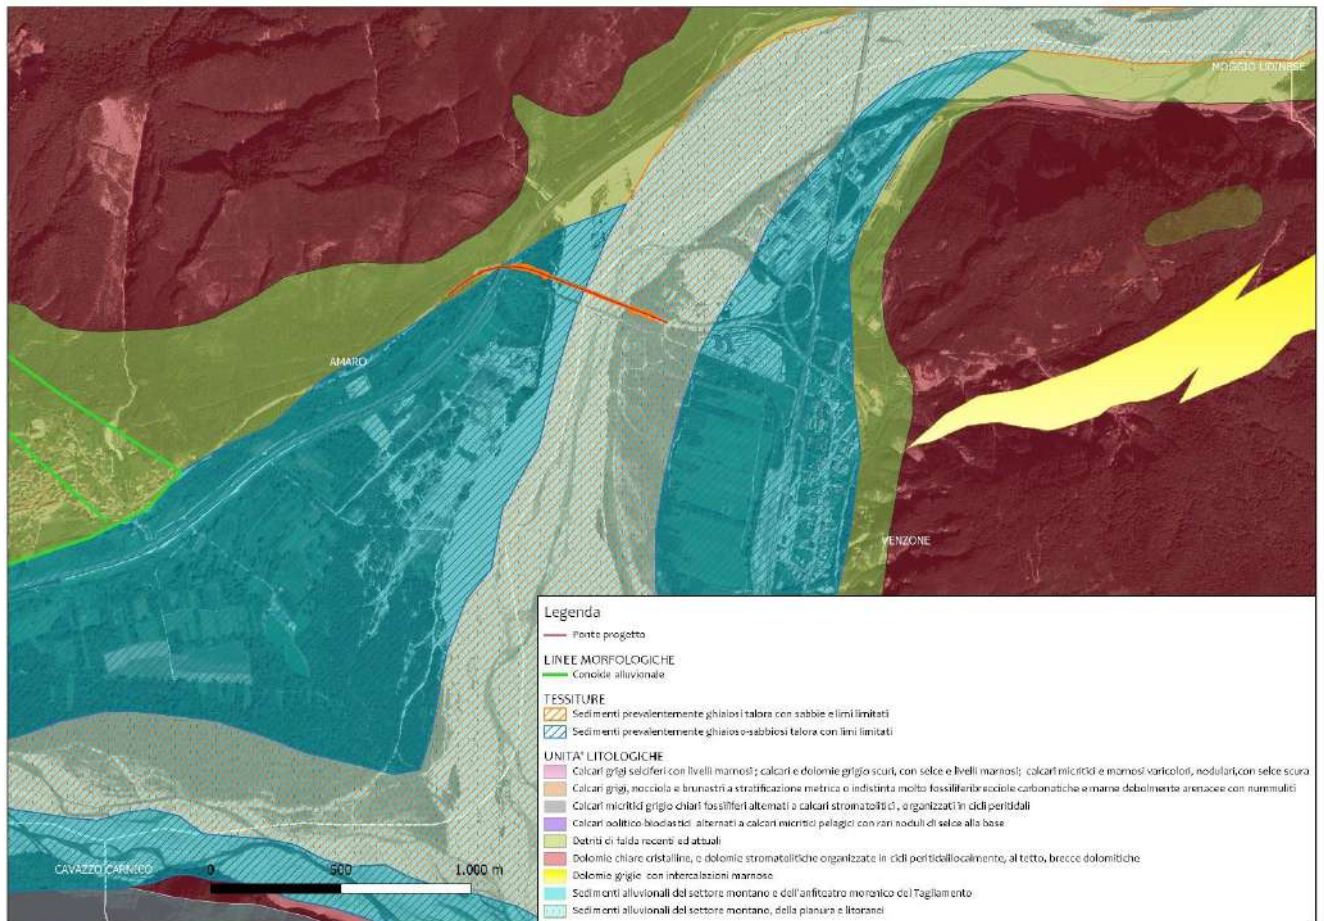 MOGGIO UDINESE
AMARO
VENZONE
CAVAZZO CARNICO
0 500 1.000 m
Legenda
Ponte progetto
LINEE MORFOLOGICHE
Conoide alluvionale
TESSITURE
Sedimenti prevalentemente ghiaiosi talora con sabbie e limi limitati
Sedimenti prevalentemente ghiaioso-sabbiosi talora con limi limitati
UNITA' LITOLOGICHE
Calcari grigi selciferi con livelli marnosi; calcari e dolomie grigio scuri, con selce e livelli marnosi; calcari micritici e marnosi varicolori, nodulari,con selce scura
Calcari grigi, nocciola e brunastri a stratificazione metrica o indistinta molto fossiliferibrecciole carbonatiche e marne debolmente arenacee con nummuliti
Calcari micritici grigio chiari fossiliferi alternati a calcari stromatolitici, organizzati in cicli peritidali
Calcari oolitico-bioclastici alternati a calcari micritici pelagici con rari noduli di selce alla base
Detriti di falda recenti ed attuali
Dolomie chiare cristalline, e dolomie stromatolitiche organizzate in cicli peritidalilocalmente, al tetto, brecce dolomitiche
Dolomie grigie con intercalazioni marnose
Sedimenti alluvionali del settore montano e dell'anfiteatro morenico del Tagliamento
Sedimenti alluvionali del settore montano, della pianura e litoranei